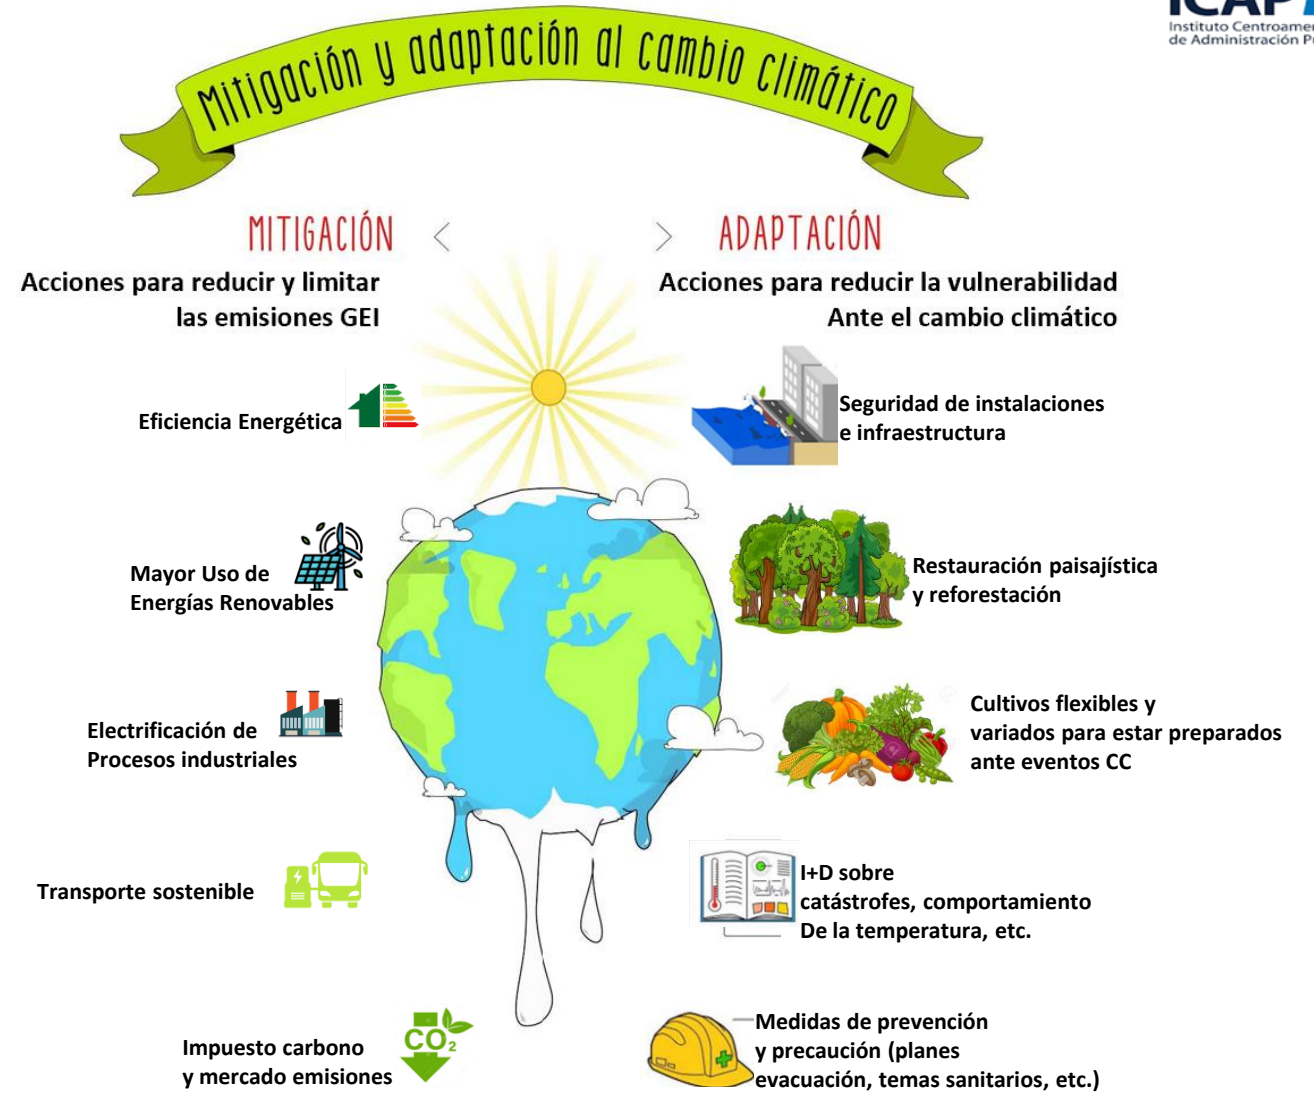 ICAP
Instituto Centroamer
de Administración P
Mitigación y adaptación al cambio climático
MITIGACIÓN < > ADAPTACIÓN
Acciones para reducir y limitar
las emisiones GEI
Acciones para reducir la vulnerabilidad
Ante el cambio climático
Eficiencia Energética
Seguridad de instalaciones
e infraestructura
Mayor Uso de
Energías Renovables
Restauración paisajística
y reforestación
Electrificación de
Procesos industriales
Cultivos flexibles y
variados para estar preparados
ante eventos CC
Transporte sostenible
I+D sobre
catástrofes, comportamiento
De la temperatura, etc.
Impuesto carbono
y mercado emisiones
CO₂
Medidas de prevención
y precaución (planes
evacuación, temas sanitarios, etc.)